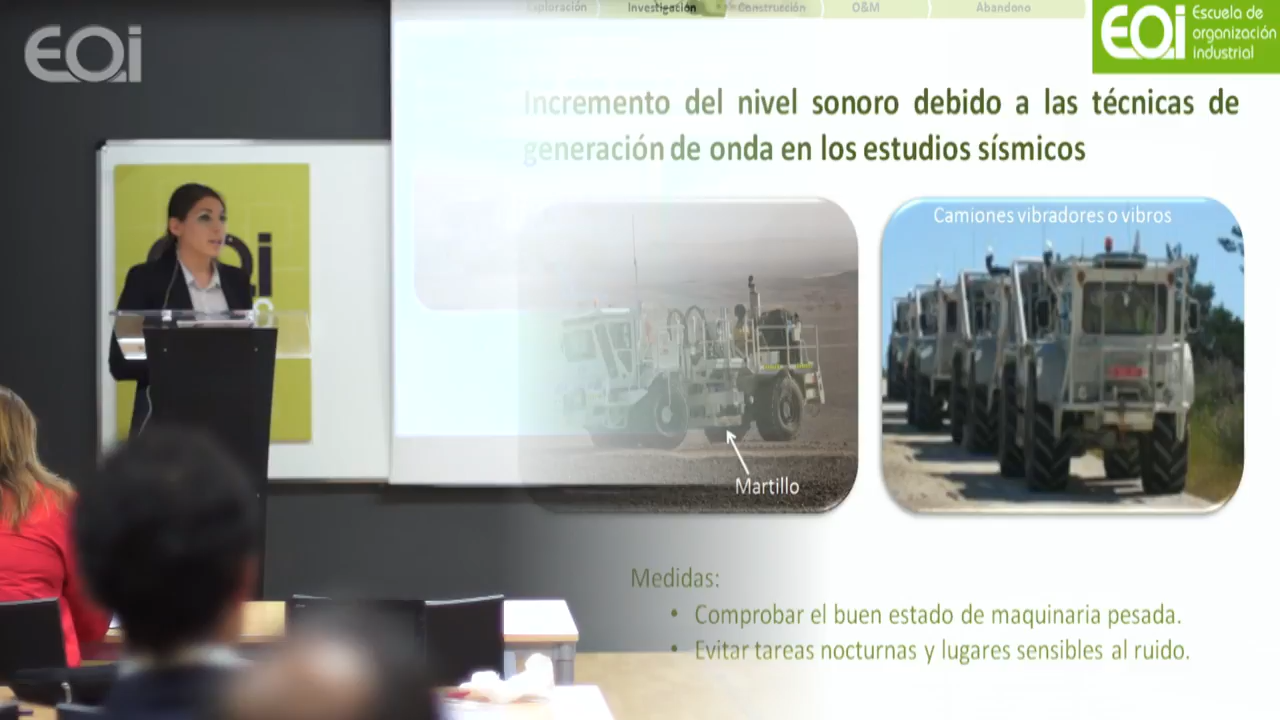 Exploración
Investigación
Construcción
O&M
Abandono
EOi
EOi
Escuela de
organización
industrial
Incremento del nivel sonoro debido a las técnicas de
generación de onda en los estudios sísmicos
Camiones vibradores o vibros
Martillo
Medidas:
• Comprobar el buen estado de maquinaria pesada.
• Evitar tareas nocturnas y lugares sensibles al ruido.